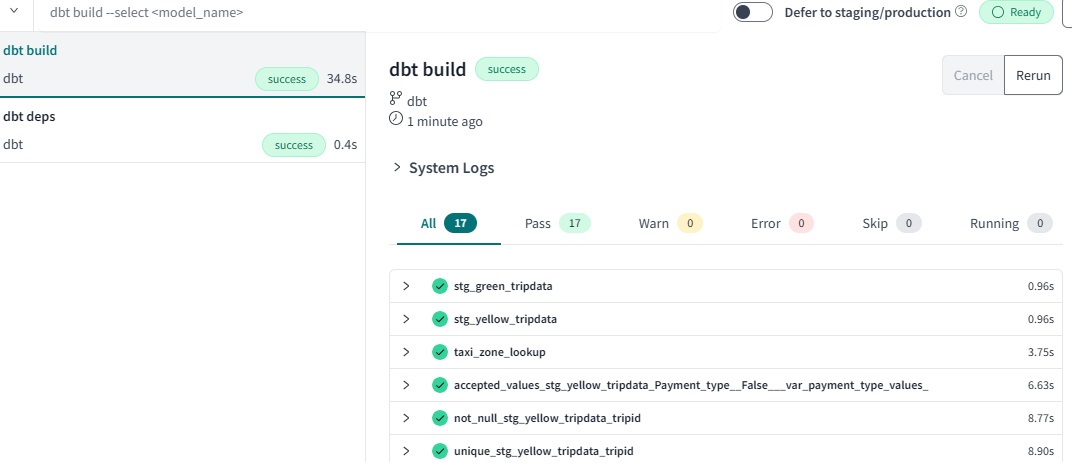 dbt build --select <model_name>
Defer to staging/production
Ready
dbt build
dbt
success
34.8s
dbt deps
dbt
success
0.4s
dbt build
success
Cancel
Rerun
dbt
1 minute ago
System Logs
All 17
Pass 17
Warn 0
Error 0
Skip 0
Running 0
stg_green_tripdata 0.96s
stg_yellow_tripdata 0.96s
taxi_zone_lookup 3.75s
accepted_values_stg_yellow_tripdata_Payment_type__False___var_payment_type_values_ 6.63s
not_null_stg_yellow_tripdata_tripid 8.77s
unique_stg_yellow_tripdata_tripid 8.90s